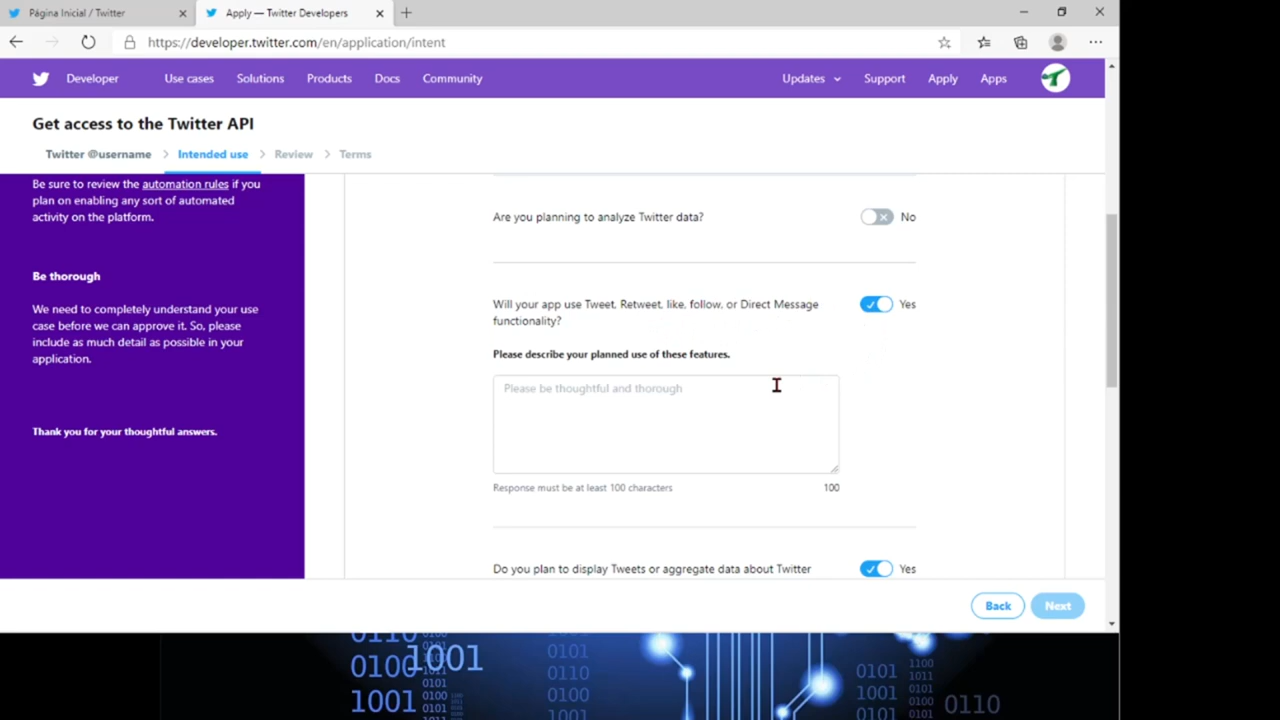 Página Inicial / Twitter
Apply — Twitter Developers
https://developer.twitter.com/en/application/intent
Developer Use cases Solutions Products Docs Community Updates Support Apply Apps
Get access to the Twitter API
Twitter @username > Intended use > Review > Terms
Be sure to review the automation rules if you
plan on enabling any sort of automated
activity on the platform.
Be thorough
We need to completely understand your use
case before we can approve it. So, please
include as much detail as possible in your
application.
Thank you for your thoughtful answers.
Are you planning to analyze Twitter data? No
Will your app use Tweet, Retweet, like, follow, or Direct Message Yes
functionality?
Please describe your planned use of these features.
Please be thoughtful and thorough
Response must be at least 100 characters 100
Do you plan to display Tweets or aggregate data about Twitter Yes
Back Next
0110 0100 0101 0101 1100
0100 1001 0101 0110 0101 1011
1001 0100 0100 1001 0101 0110